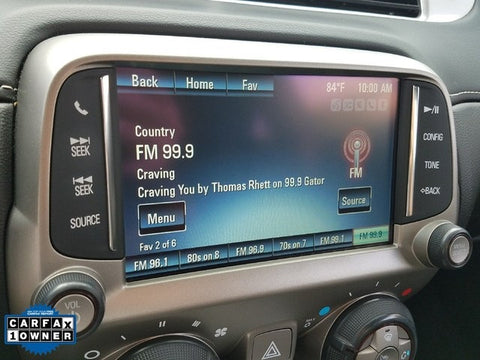 Back Home Fav
84°F 10:00 AM
Country
FM 99.9
Craving
Craving You by Thomas Rhett on 99.9 Gator
FM
Menu
Source
Fav 2 of 6
FM 96.1 80s on 8 FM 96.9 70s on 7 FM 99.1 FM 99.9
SEEK
SEEK
SOURCE
CONFIG
TONE
BACK
VOL
CARFAX
1 OWNER